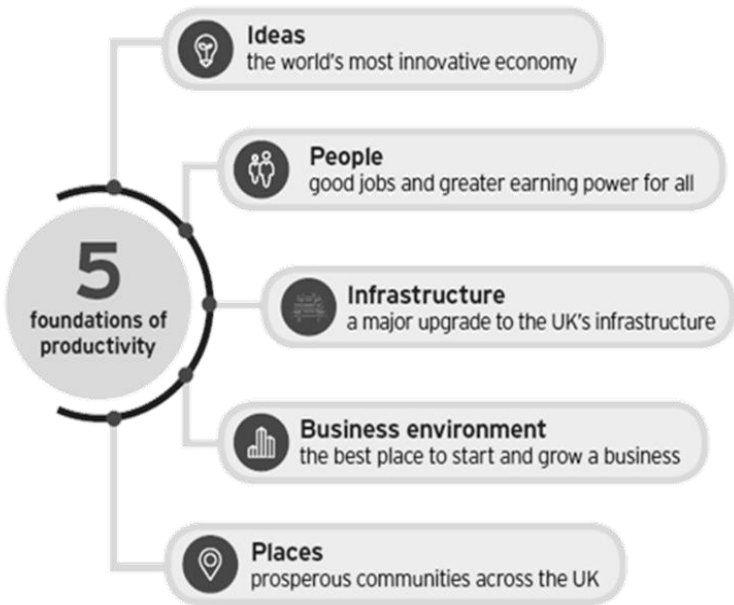 5
foundations of
productivity
Ideas
the world's most innovative economy
People
good jobs and greater earning power for all
Infrastructure
a major upgrade to the UK's infrastructure
Business environment
the best place to start and grow a business
Places
prosperous communities across the UK